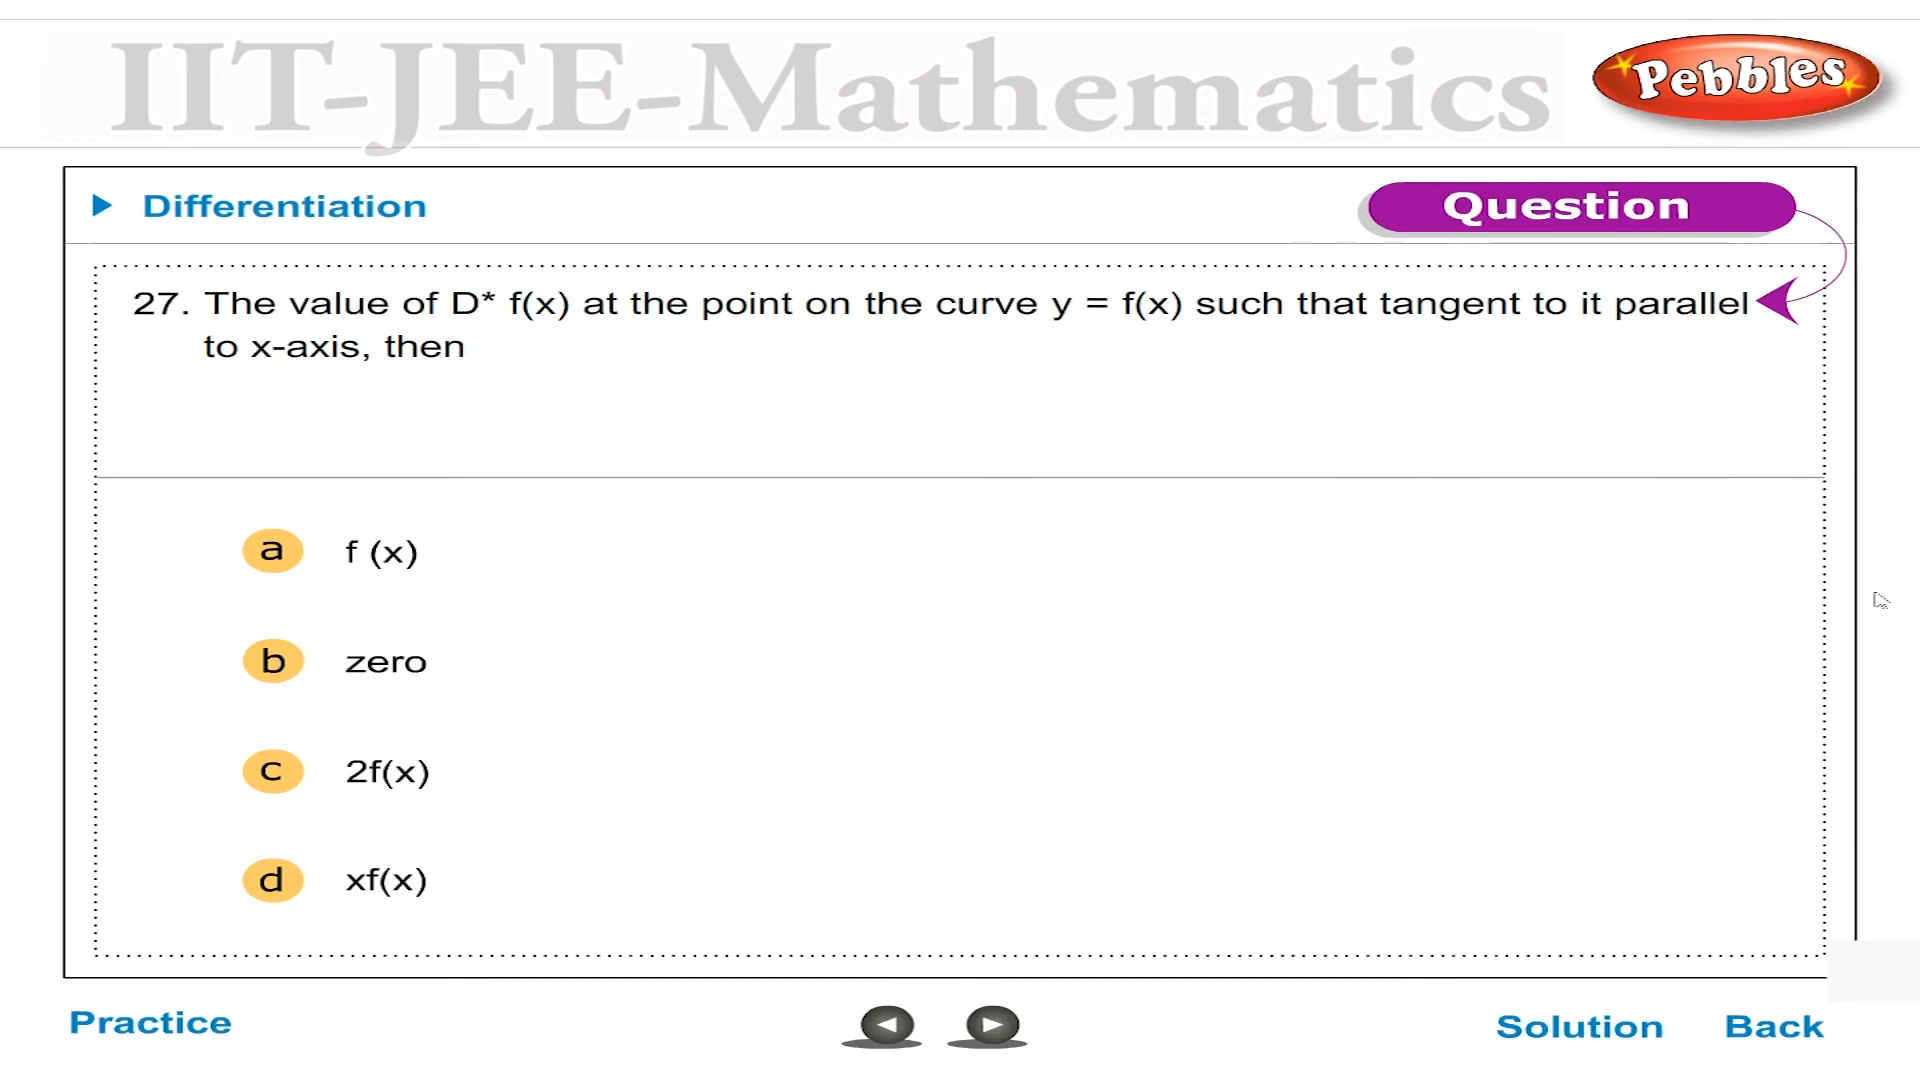 IIT-JEE-Mathematics
Pebbles
Differentiation
Question
27. The value of D* f(x) at the point on the curve y = f(x) such that tangent to it parallel
to x-axis, then
a f (x)
b zero
c 2f(x)
d xf(x)
Practice
Solution Back